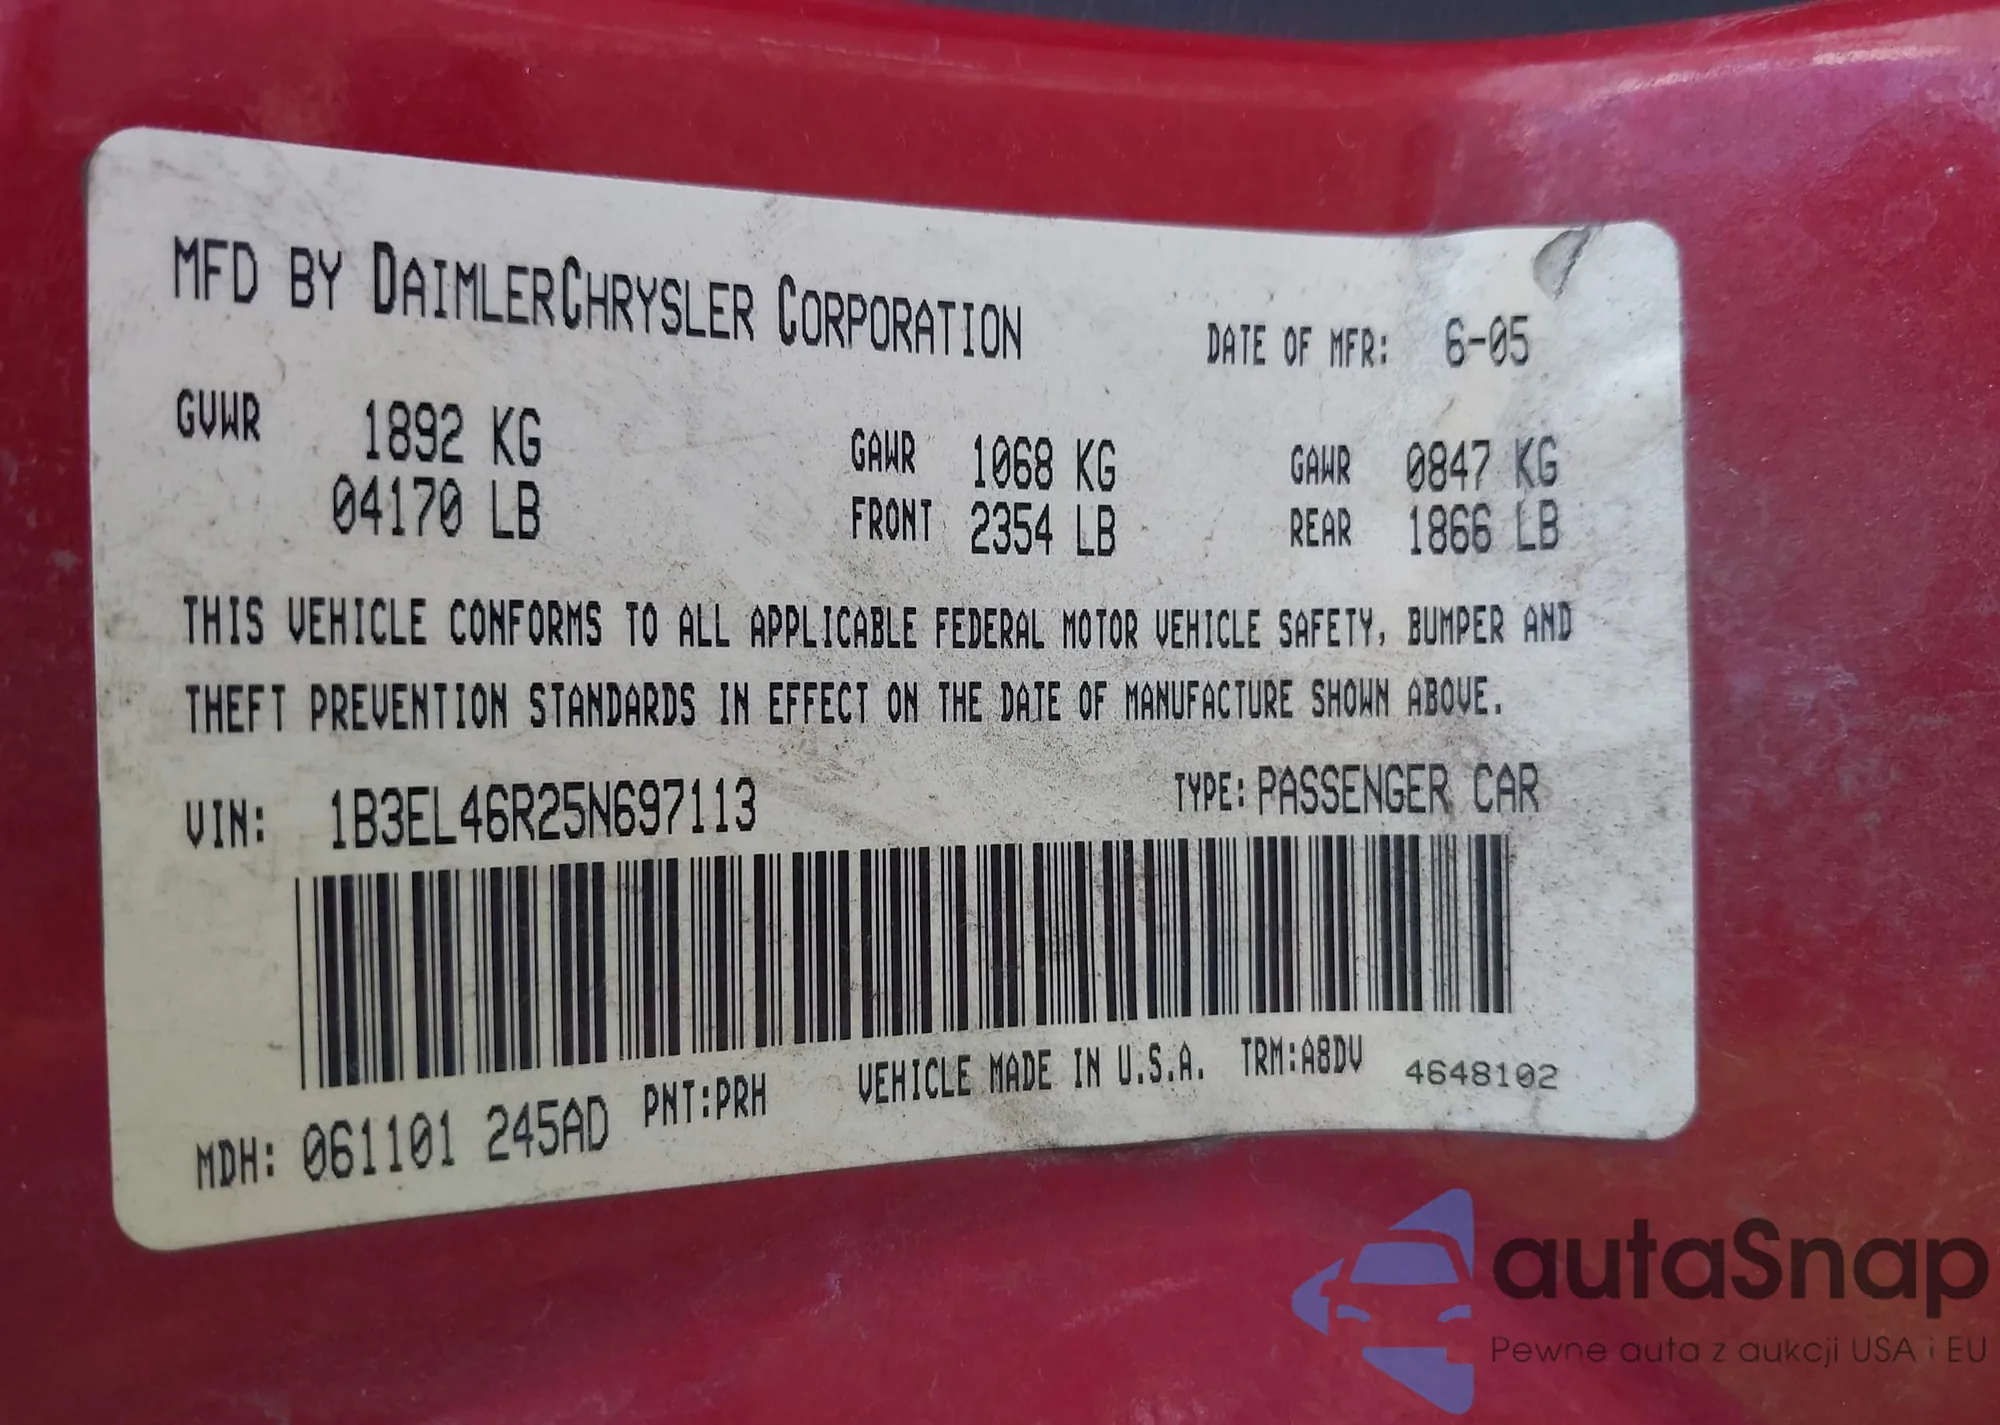 MFD BY DAIMLERCHRYSLER CORPORATION
DATE OF MFR: 6-05
GVWR 1892 KG
04170 LB
GAWR 1068 KG
FRONT 2354 LB
GAWR 0847 KG
REAR 1866 LB
THIS VEHICLE CONFORMS TO ALL APPLICABLE FEDERAL MOTOR VEHICLE SAFETY, BUMPER AND
THEFT PREVENTION STANDARDS IN EFFECT ON THE DATE OF MANUFACTURE SHOWN ABOVE.
VIN: 1B3EL46R25N697113
TYPE: PASSENGER CAR
MDH: 061101 245AD PNT:PRH VEHICLE MADE IN U.S.A. TRM:A8DV 4648102
autaSnap
Pewne auta z aukcji USA i EU